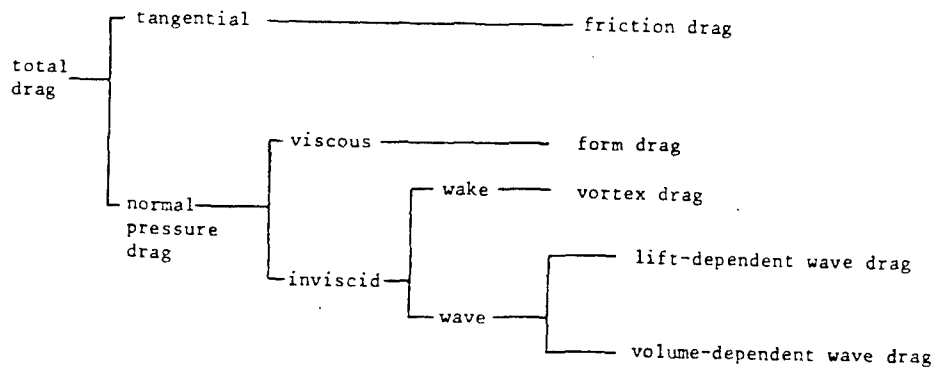 tangential
friction drag
total
drag
viscous
form drag
wake
vortex drag
normal
pressure
drag
lift-dependent wave drag
inviscid
wave
volume-dependent wave drag